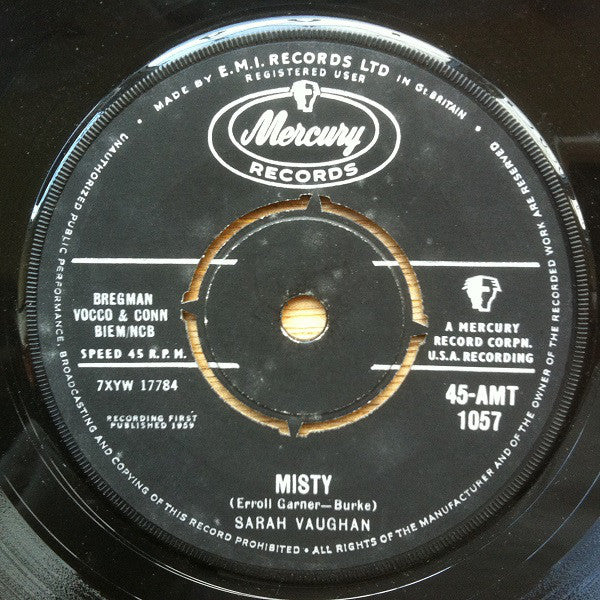 MADE BY E.M.I. RECORDS LTD IN Gt. BRITAIN •
REGISTERED USER
Mercury
RECORDS
BREGMAN
VOCCO & CONN
BIEM/NCB
SPEED 45 R.P.M.
7XYW 17784
RECORDING FIRST
PUBLISHED 1959
A MERCURY
RECORD CORPN.
U.S.A. RECORDING
45-AMT
1057
MISTY
(Erroll Garner—Burke)
SARAH VAUGHAN
ALL RIGHTS OF THE MANUFACTURER AND OF THE OWNER OF THE RECORDED WORK ARE RESERVED
UNAUTHORIZED PUBLIC PERFORMANCE, BROADCASTING AND COPYING OF THIS RECORD PROHIBITED •